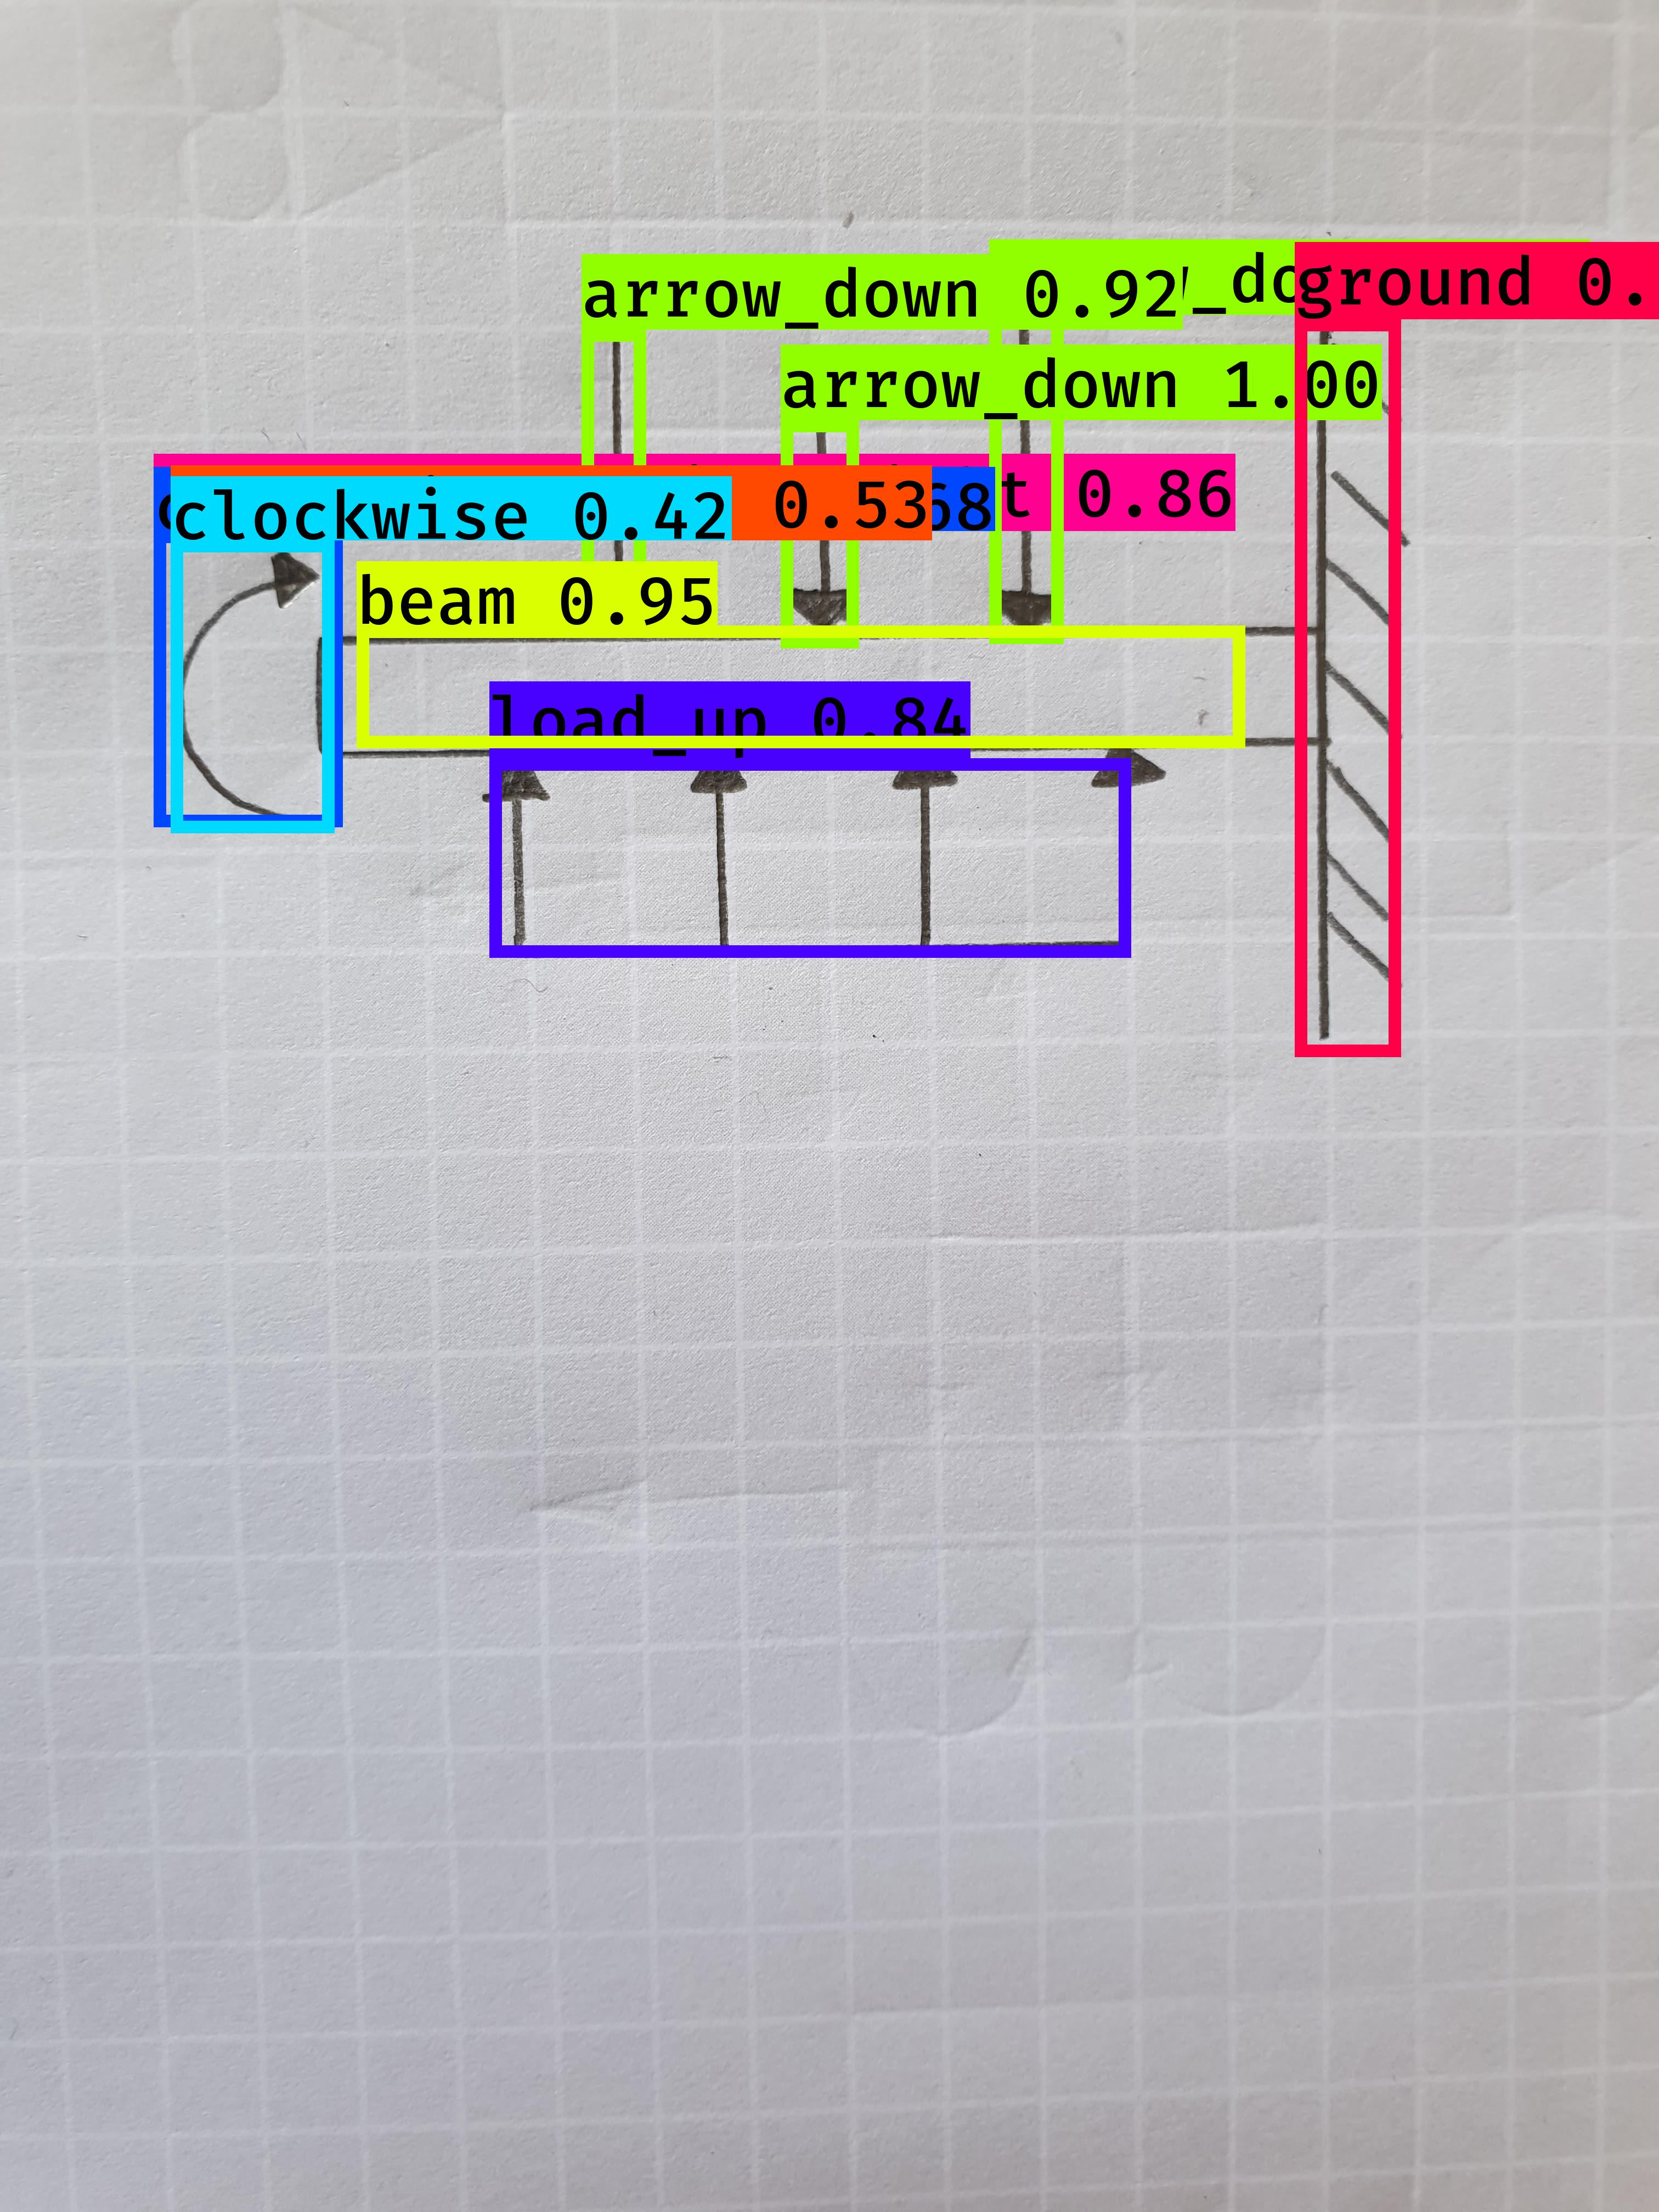 arrow_down 0.92
ground 0.
arrow_down 1.00
t 0.86
clockwise 0.42
0.53
68
beam 0.95
load_up 0.84